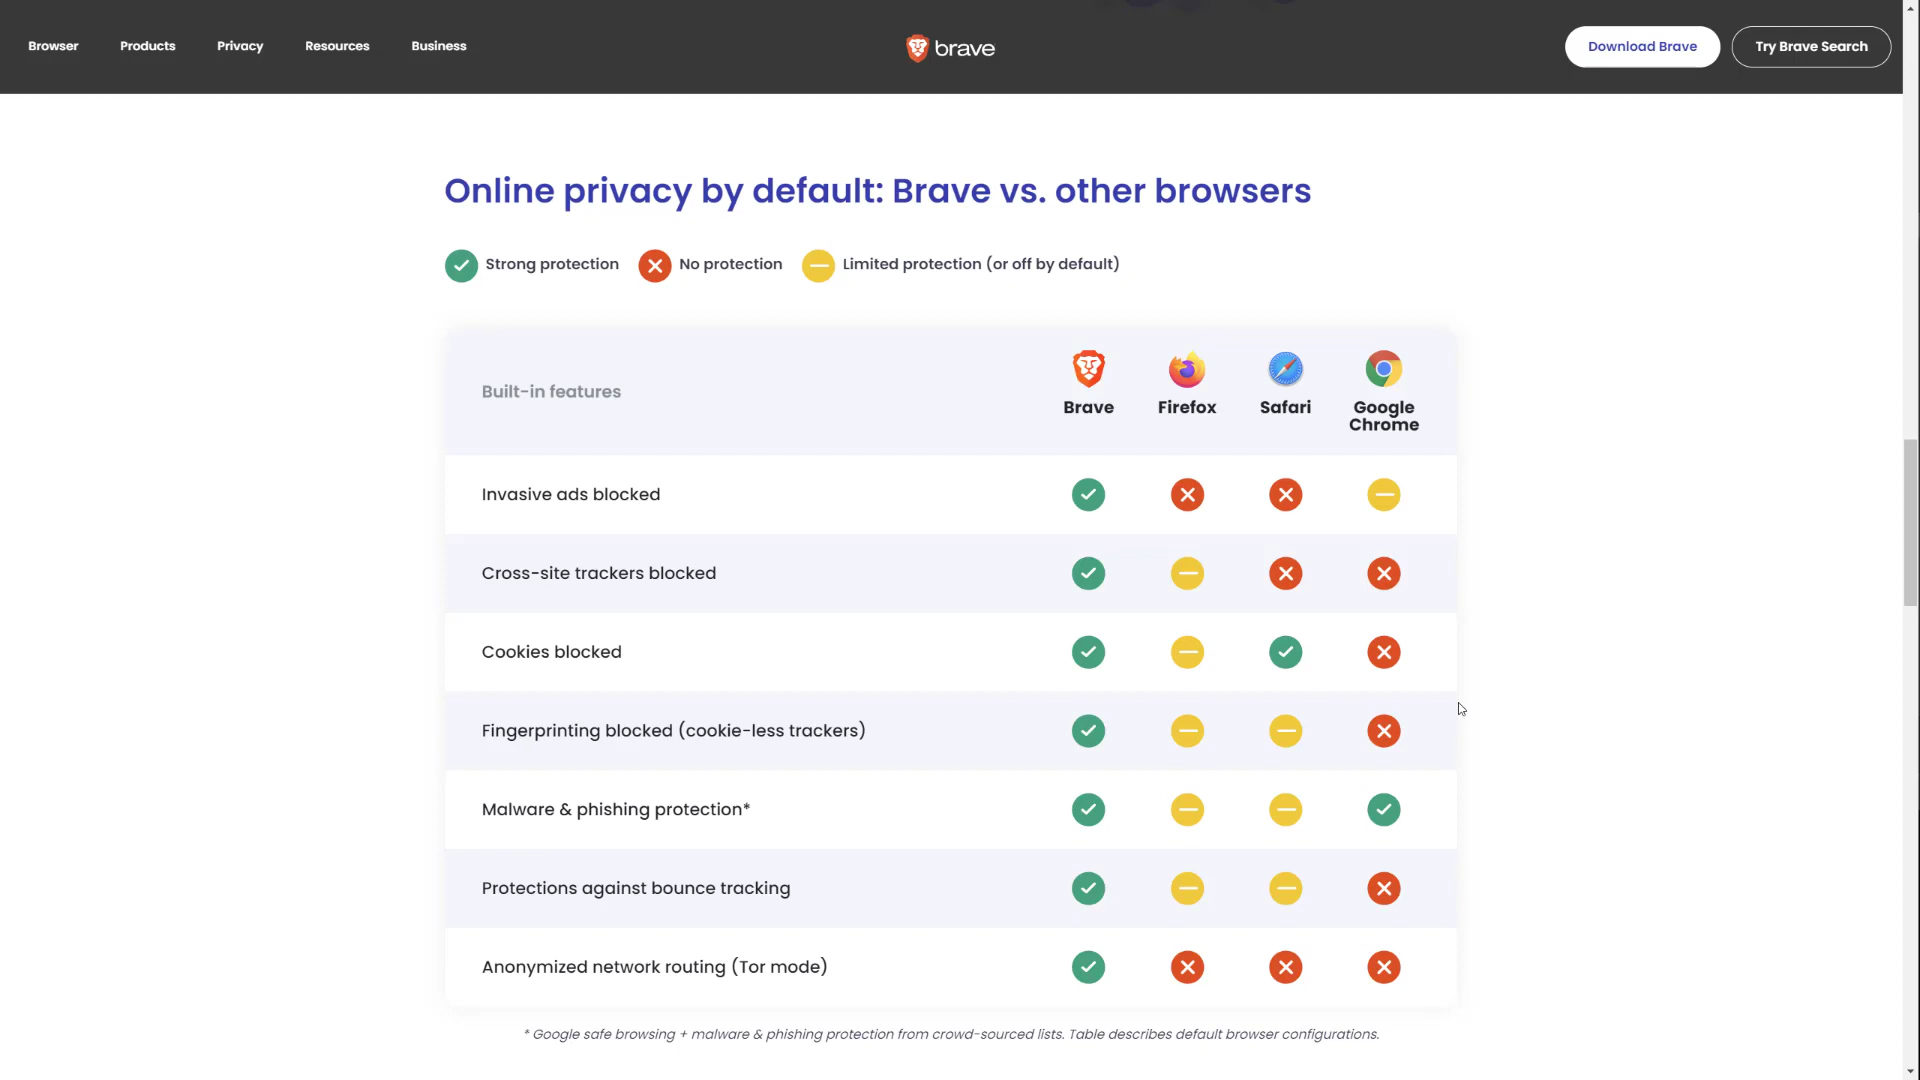 Browser Products Privacy Resources Business brave Download Brave Try Brave Search
Online privacy by default: Brave vs. other browsers
Strong protection No protection Limited protection (or off by default)
Built-in features Brave Firefox Safari Google Chrome
Invasive ads blocked
Cross-site trackers blocked
Cookies blocked
Fingerprinting blocked (cookie-less trackers)
Malware & phishing protection*
Protections against bounce tracking
Anonymized network routing (Tor mode)
* Google safe browsing + malware & phishing protection from crowd-sourced lists. Table describes default browser configurations.